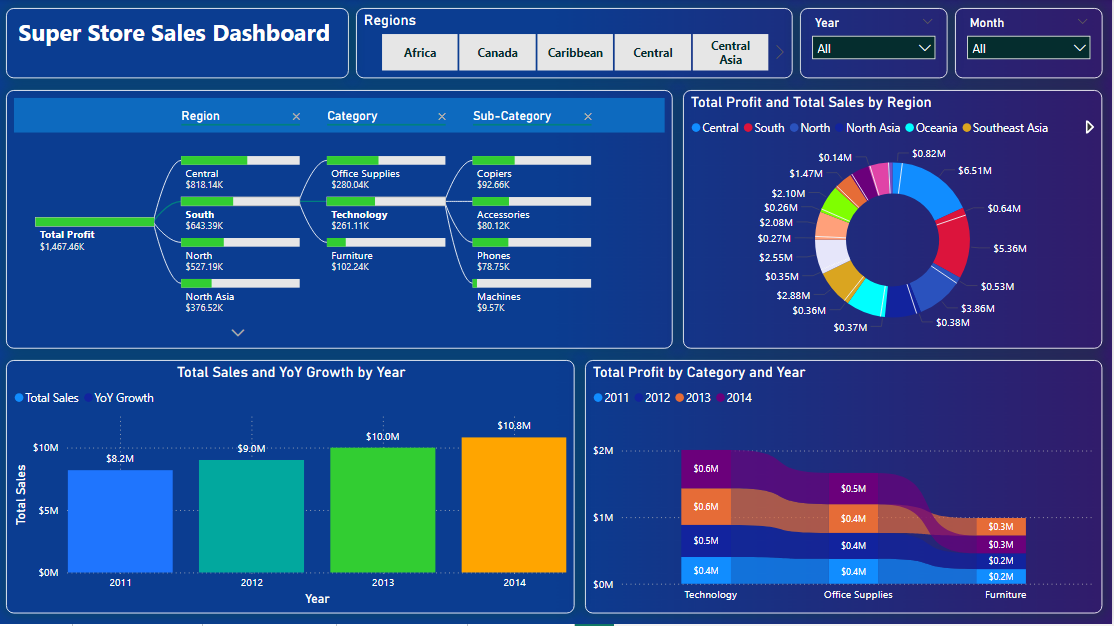 Super Store Sales Dashboard
Regions
Africa
Canada
Caribbean
Central
Central
Asia
Year
All
Month
All
Region
Category
Sub-Category
Total Profit
$1,467.46K
Central
$818.14K
South
$643.39K
North
$527.19K
North Asia
$376.52K
Office Supplies
$280.04K
Technology
$261.11K
Furniture
$102.24K
Copiers
$92.66K
Accessories
$80.12K
Phones
$78.75K
Machines
$9.57K
Total Profit and Total Sales by Region
Central
South
North
North Asia
Oceania
Southeast Asia
$0.82M
$6.51M
$0.64M
$5.36M
$0.53M
$3.86M
$0.38M
$0.37M
$0.36M
$2.88M
$0.35M
$2.55M
$0.27M
$2.08M
$0.26M
$2.10M
$1.47M
$0.14M
Total Sales and YoY Growth by Year
Total Sales
YoY Growth
Total Sales
$10M
$5M
$0M
$8.2M
$9.0M
$10.0M
$10.8M
2011
2012
2013
2014
Year
Total Profit by Category and Year
2011
2012
2013
2014
$2M
$1M
$0M
$0.6M
$0.6M
$0.5M
$0.4M
$0.5M
$0.4M
$0.4M
$0.4M
$0.3M
$0.3M
$0.2M
$0.2M
Technology
Office Supplies
Furniture